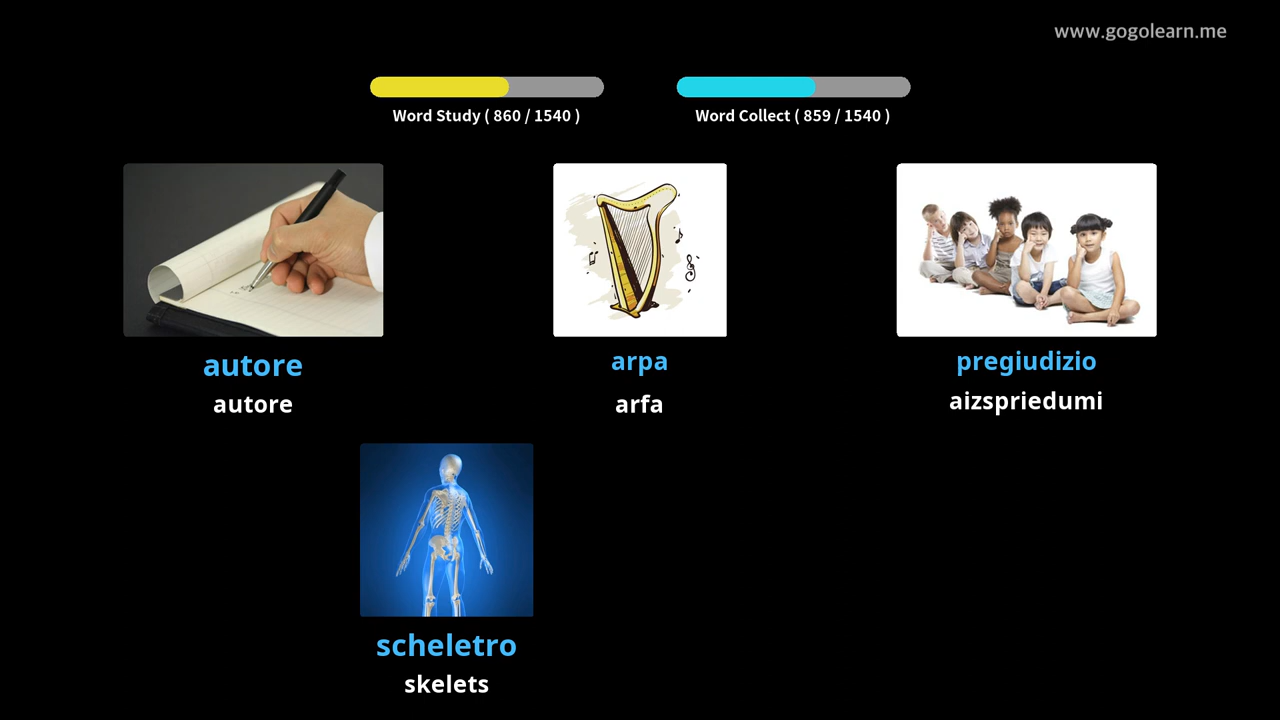 www.gogolearn.me
Word Study ( 860 / 1540 )
Word Collect ( 859 / 1540 )
autore
autore
arpa
arfa
pregiudizio
aizspriedumi
scheletro
skelets